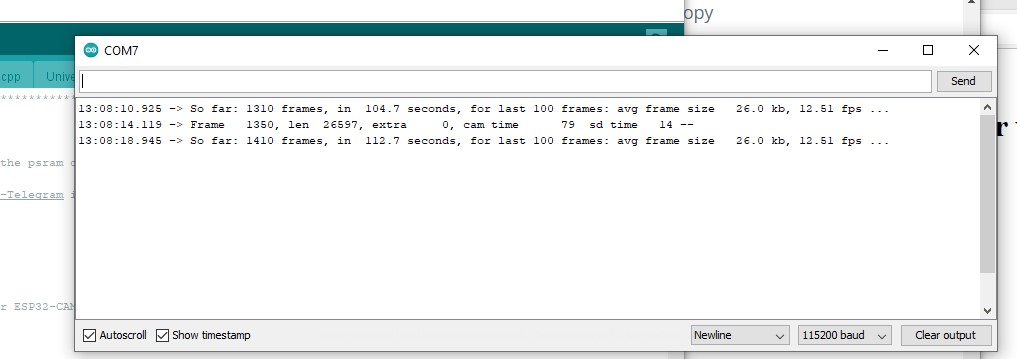 opy
COM7
cpp
Unive
Send
13:08:10.925 -> So far: 1310 frames, in  104.7 seconds, for last 100 frames: avg frame size   26.0 kb, 12.51 fps ...
13:08:14.119 -> Frame   1350, len  26597, extra     0, cam time      79  sd time   14 --
13:08:18.945 -> So far: 1410 frames, in  112.7 seconds, for last 100 frames: avg frame size   26.0 kb, 12.51 fps ...
the psram
-Telegram
r ESP32-CAM
Autoscroll
Show timestamp
Newline
115200 baud
Clear output